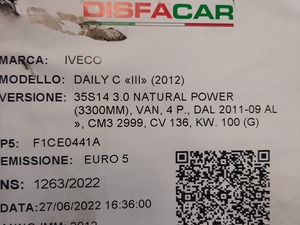 DISFACAR
MARCA: IVECO
MODELLO: DAILY C «III» (2012)
VERSIONE: 35S14 3.0 NATURAL POWER
(3300MM), VAN, 4 P., DAL 2011-09 AL
», CM3 2999, CV 136, KW. 100 (G)
P5: F1CE0441A
EMISSIONE: EURO 5
NS: 1263/2022
DATA: 27/06/2022 16:36:00